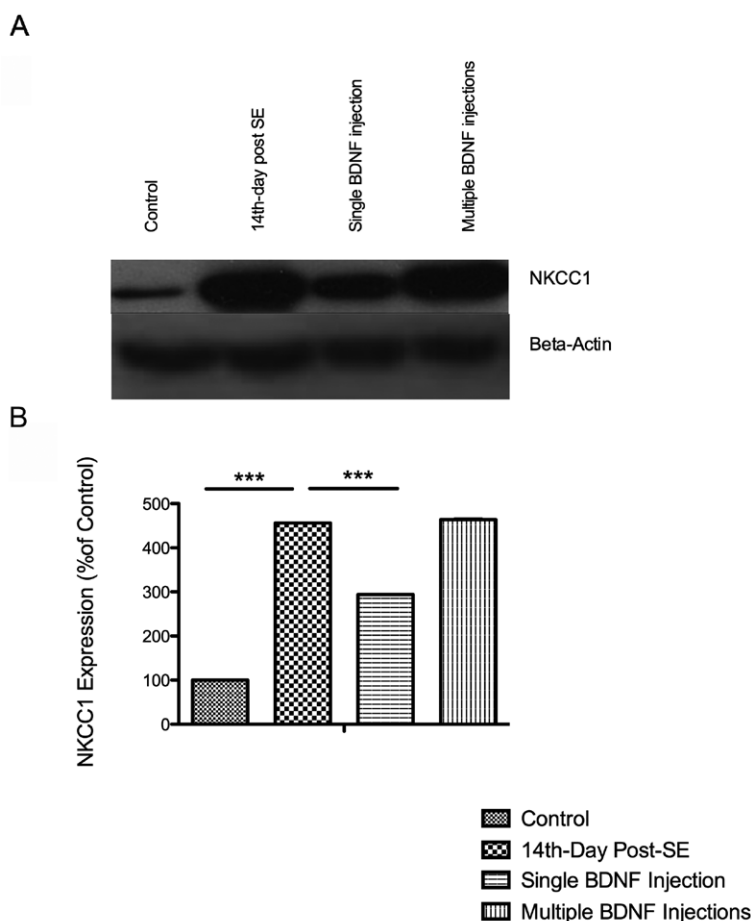 A
Control
14th-day post SE
Single BDNF injection
Multiple BDNF injections
NKCC1
Beta-Actin
B
NKCC1 Expression (%of Control)
*** ***
500
400
300
200
100
0
Control
14th-Day Post-SE
Single BDNF Injection
Multiple BDNF Injections